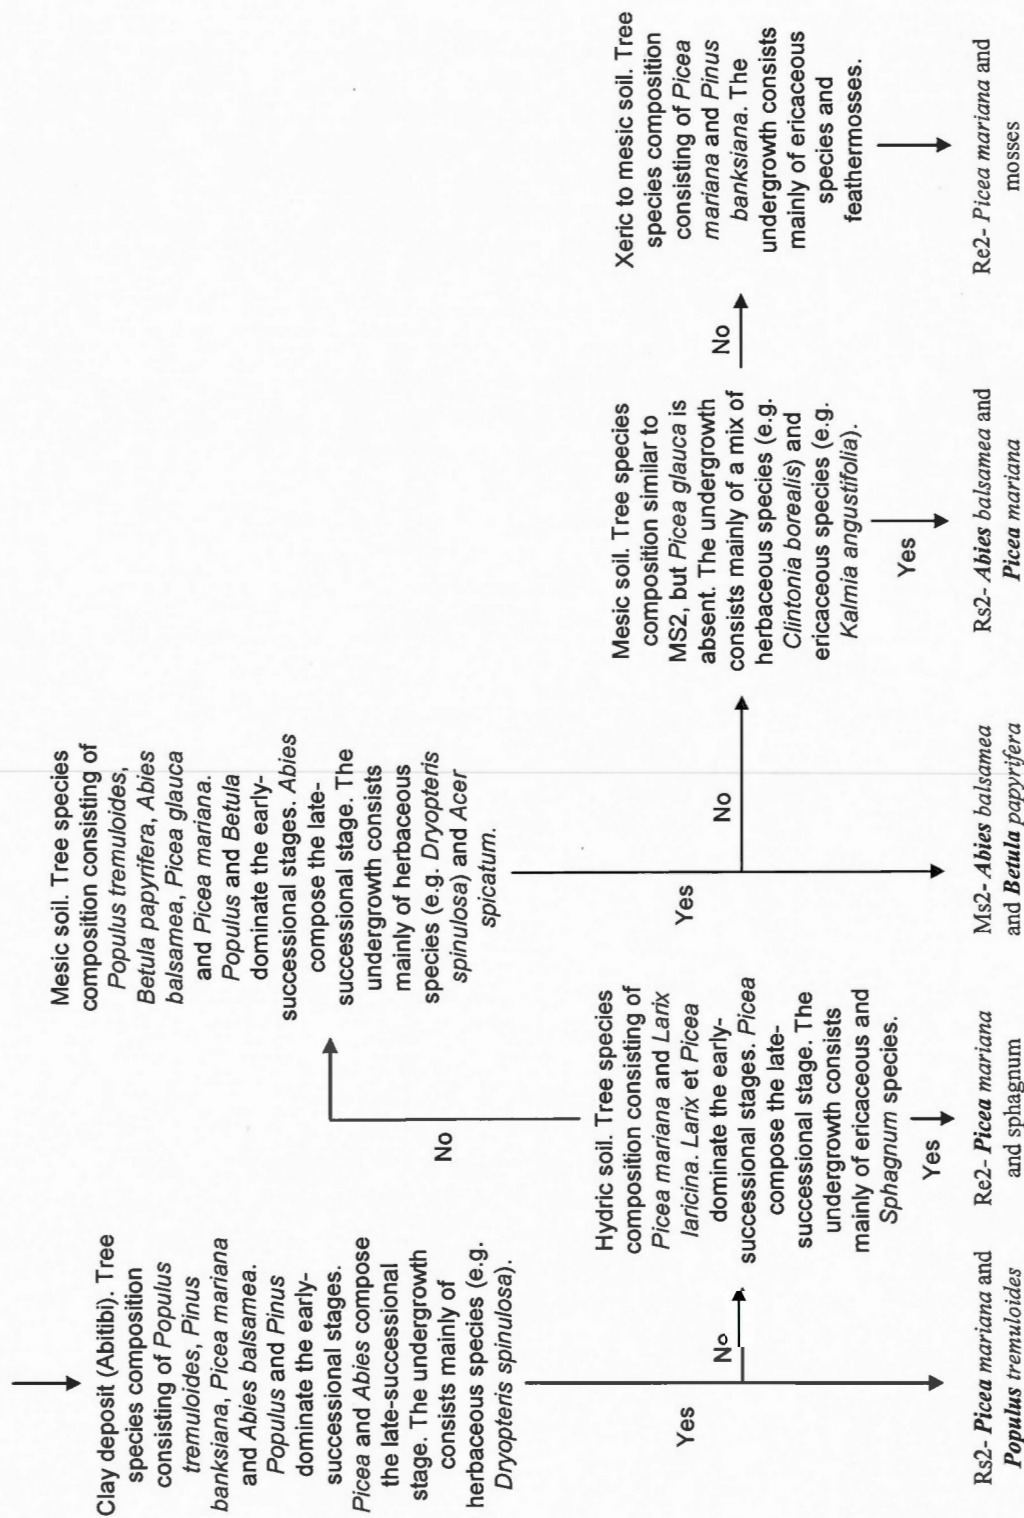 Clay deposit (Abitibi). Tree
species composition
consisting of Populus
tremuloides, Pinus
banksiana, Picea mariana
and Abies balsamea.
Populus and Pinus
dominate the early-
successional stages.
Picea and Abies compose
the late-successional
stage. The undergrowth
consists mainly of
herbaceous species (e.g.
Dryopteris spinulosa).
Yes
No
Rs2- Picea mariana and
Populus tremuloides
Hydric soil. Tree species
composition consisting of
Picea mariana and Larix
laricina. Larix et Picea
dominate the early-
successional stages. Picea
compose the late-
successional stage. The
undergrowth consists
mainly of ericaceous and
Sphagnum species.
No
Yes
Re2- Picea mariana
and sphagnum
Mesic soil. Tree species
composition consisting of
Populus tremuloides,
Betula papyrifera, Abies
balsamea, Picea glauca
and Picea mariana.
Populus and Betula
dominate the early-
successional stages. Abies
compose the late-
successional stage. The
undergrowth consists
mainly of herbaceous
species (e.g. Dryopteris
spinulosa) and Acer
spicatum.
Yes
No
Ms2- Abies balsamea
and Betula papyrifera
Mesic soil. Tree species
composition similar to
MS2, but Picea glauca is
absent. The undergrowth
consists mainly of a mix of
herbaceous species (e.g.
Clintonia borealis) and
ericaceous species (e.g.
Kalmia angustifolia).
No
Yes
Rs2- Abies balsamea and
Picea mariana
Xeric to mesic soil. Tree
species composition
consisting of Picea
mariana and Pinus
banksiana. The
undergrowth consists
mainly of ericaceous
species and
feathermosses.
Re2- Picea mariana and
mosses